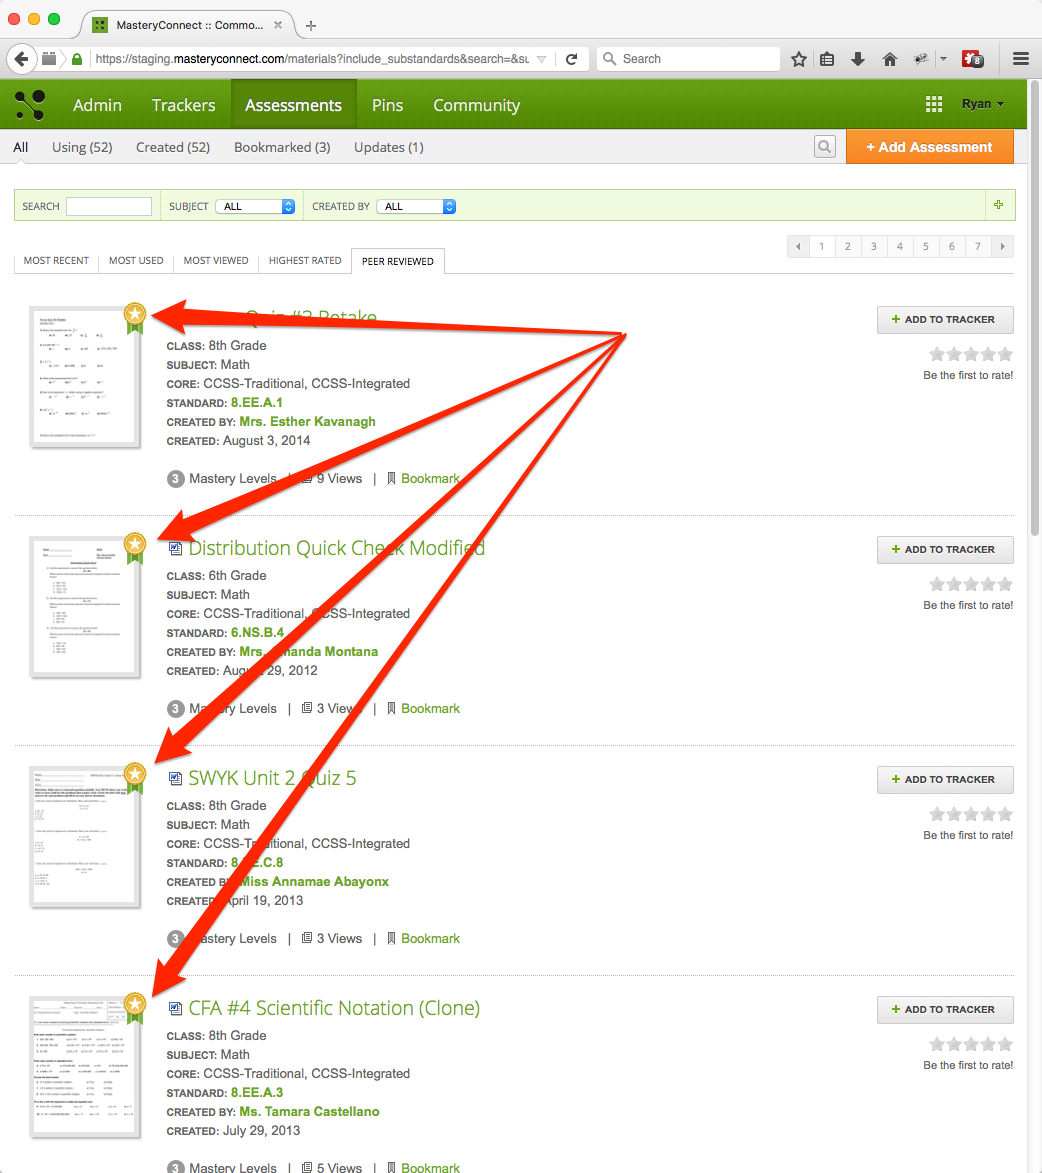 MasteryConnect :: Commo...
https://staging.masteryconnect.com/materials?include_substandards&search=&su
Search
8
Admin
Trackers
Assessments
Pins
Community
Ryan
All
Using (52)
Created (52)
Bookmarked (3)
Updates (1)
+ Add Assessment
SEARCH
SUBJECT
ALL
CREATED BY
ALL
1 2 3 4 5 6 7
MOST RECENT
MOST USED
MOST VIEWED
HIGHEST RATED
PEER REVIEWED
Quiz #3 Retake
+ ADD TO TRACKER
CLASS: 8th Grade
Be the first to rate!
SUBJECT: Math
CORE: CCSS-Traditional, CCSS-Integrated
STANDARD: 8.EE.A.1
CREATED BY: Mrs. Esther Kavanagh
CREATED: August 3, 2014
3 Mastery Levels | 9 Views | Bookmark
Distribution Quick Check Modified
+ ADD TO TRACKER
CLASS: 6th Grade
SUBJECT: Math
Be the first to rate!
CORE: CCSS-Traditional, CCSS-Integrated
STANDARD: 6.NS.B.4
CREATED BY: Mrs. Amanda Montana
CREATED: August 29, 2012
3 Mastery Levels | 3 Views | Bookmark
SWYK Unit 2 Quiz 5
+ ADD TO TRACKER
CLASS: 8th Grade
SUBJECT: Math
Be the first to rate!
CORE: CCSS-Traditional, CCSS-Integrated
STANDARD: 8.EE.C.8
CREATED BY: Miss Annamae Abayonx
CREATED: April 19, 2013
3 Mastery Levels | 3 Views | Bookmark
CFA #4 Scientific Notation (Clone)
+ ADD TO TRACKER
CLASS: 8th Grade
SUBJECT: Math
Be the first to rate!
CORE: CCSS-Traditional, CCSS-Integrated
STANDARD: 8.EE.A.3
CREATED BY: Ms. Tamara Castellano
CREATED: July 29, 2013
3 Mastery Levels | 5 Views | Bookmark